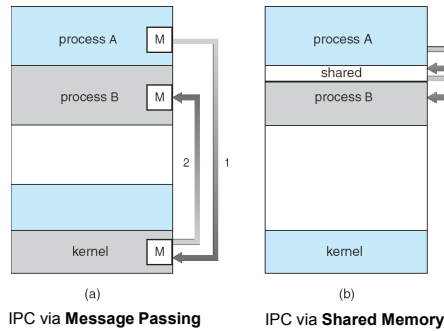 process A
M
process B
M
2
1
kernel
M
(a)
IPC via Message Passing
process A
shared
process B
kernel
(b)
IPC via Shared Memory